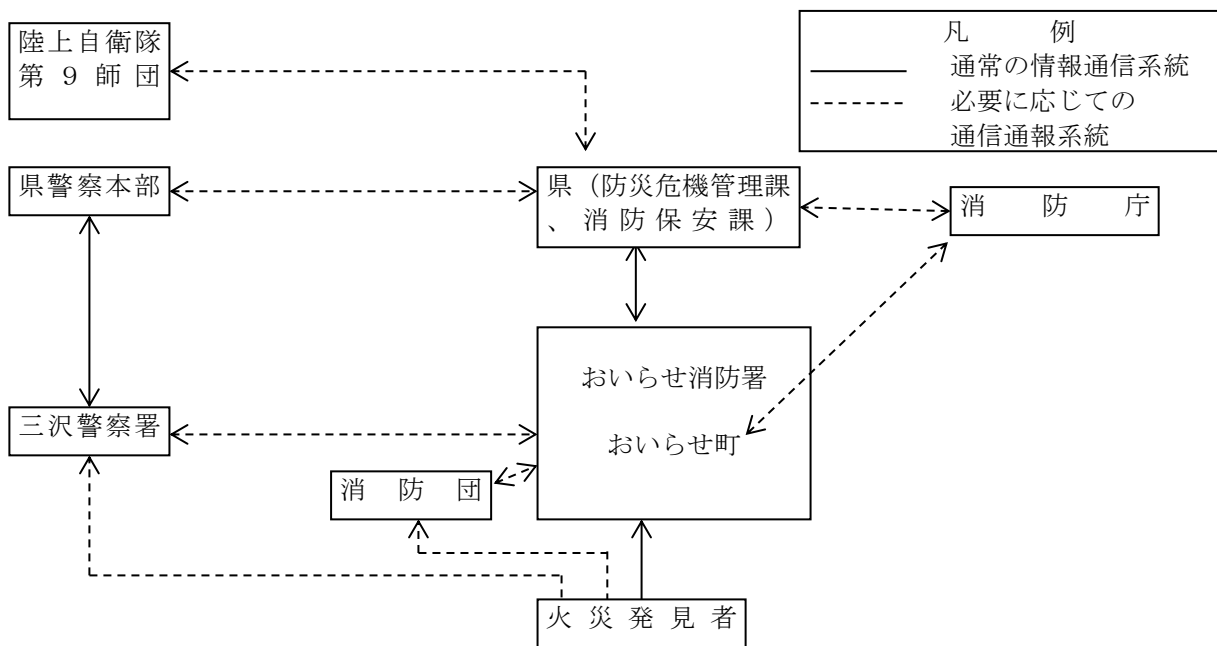 陸上自衛隊
第9師団
凡例
通常の情報通信系統
必要に応じての
通信通報系統
県警察本部
県（防災危機管理課
、消防保安課）
消防庁
おいらせ消防署
おいらせ町
三沢警察署
消防団
火災発見者